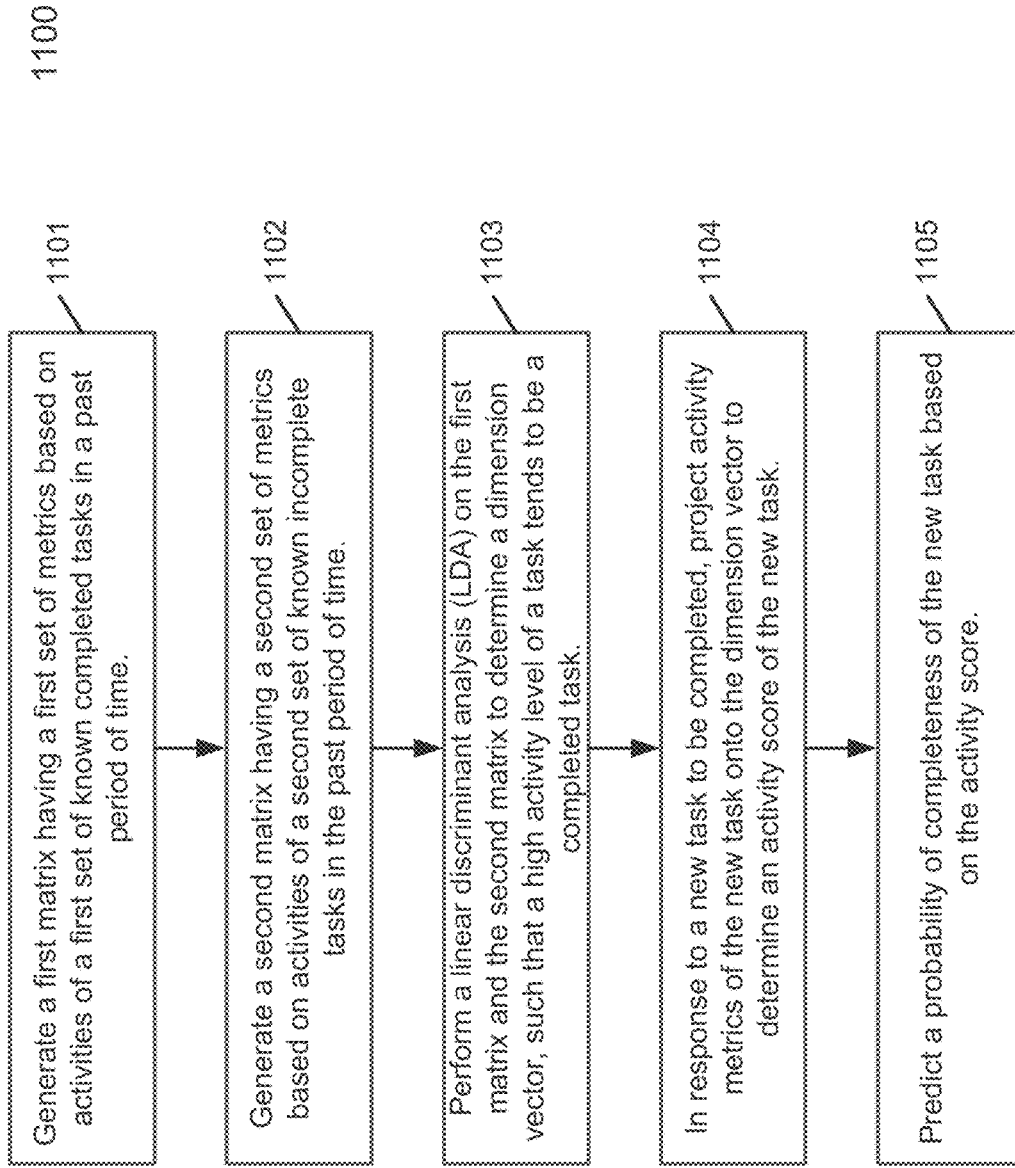 1100
Generate a first matrix having a first set of metrics based on
activities of a first set of known completed tasks in a past
period of time.
1101
Generate a second matrix having a second set of metrics
based on activities of a second set of known incomplete
tasks in the past period of time.
1102
Perform a linear discriminant analysis (LDA) on the first
matrix and the second matrix to determine a dimension
vector, such that a high activity level of a task tends to be a
completed task.
1103
In response to a new task to be completed, project activity
metrics of the new task onto the dimension vector to
determine an activity score of the new task.
1104
Predict a probability of completeness of the new task based
on the activity score.
1105